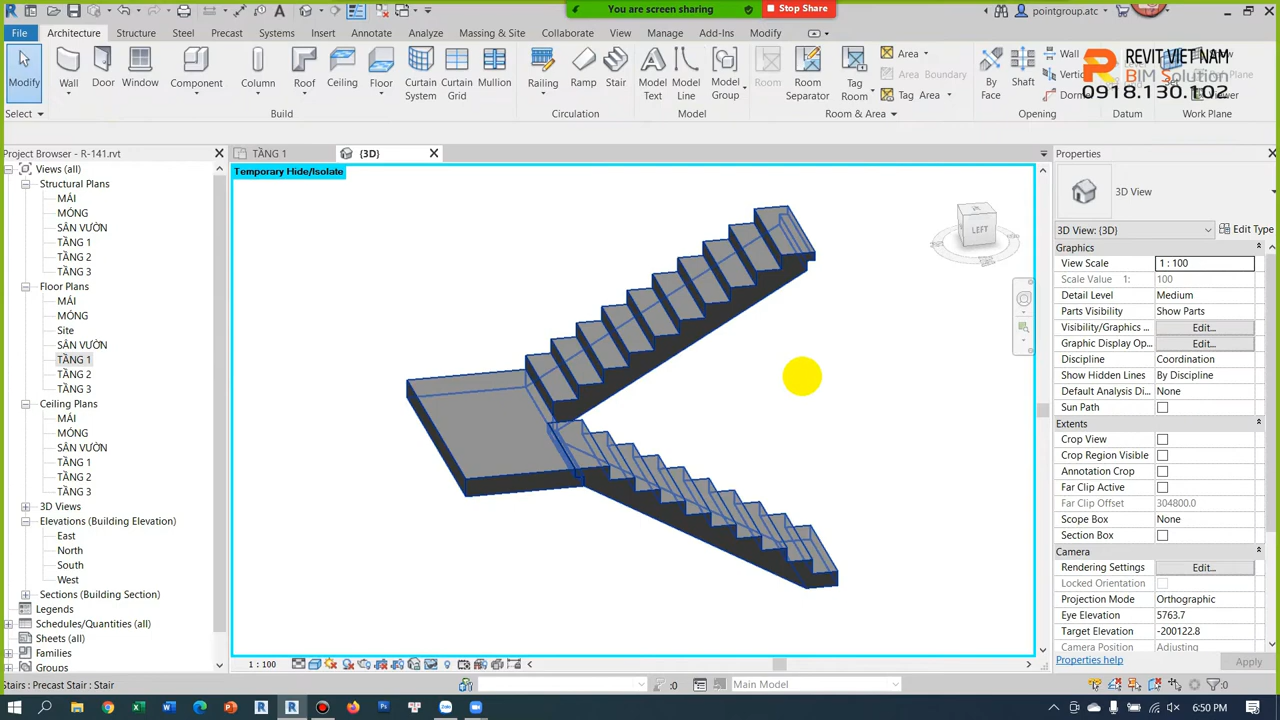 You are screen sharing
Stop Share
pointgroup.atc
File
Architecture
Structure
Steel
Precast
Systems
Insert
Annotate
Analyze
Massing & Site
Collaborate
View
Manage
Add-Ins
Modify
Modify
Wall
Door
Window
Component
Column
Roof
Ceiling
Floor
Curtain System
Curtain Grid
Mullion
Railing
Ramp
Stair
Model Text
Model Line
Model Group
Room
Room Separator
Tag Room
Area
Area Boundary
Tag Area
By Face
Shaft
Wall
REVIT VIET NAM
BIM Solution
0918.130.102
Select
Build
Circulation
Model
Room & Area
Opening
Datum
Work Plane
Project Browser - R-141.rvt
Views (all)
Structural Plans
MÁI
MÓNG
SÂN VƯỜN
TẦNG 1
TẦNG 2
TẦNG 3
Floor Plans
MÁI
MÓNG
Site
SÂN VƯỜN
TẦNG 1
TẦNG 2
TẦNG 3
Ceiling Plans
MÁI
MÓNG
SÂN VƯỜN
TẦNG 1
TẦNG 2
TẦNG 3
3D Views
Elevations (Building Elevation)
East
North
South
West
Sections (Building Section)
Legends
Schedules/Quantities (all)
Sheets (all)
Families
Groups
TẦNG 1
{3D}
Temporary Hide/Isolate
LEFT
1 : 100
Properties
3D View
3D View: {3D}
Edit Type
Graphics
View Scale 1 : 100
Scale Value 1: 100
Detail Level Medium
Parts Visibility Show Parts
Visibility/Graphics ... Edit...
Graphic Display Op... Edit...
Discipline Coordination
Show Hidden Lines By Discipline
Default Analysis Di... None
Sun Path
Extents
Crop View
Crop Region Visible
Annotation Crop
Far Clip Active
Far Clip Offset 304800.0
Scope Box None
Section Box
Camera
Rendering Settings Edit...
Locked Orientation
Projection Mode Orthographic
Eye Elevation 5763.7
Target Elevation -200122.8
Camera Position Adjusting
Properties help
Apply
Stairs : Precast Stair : Stair
:0
Main Model
:0
6:50 PM